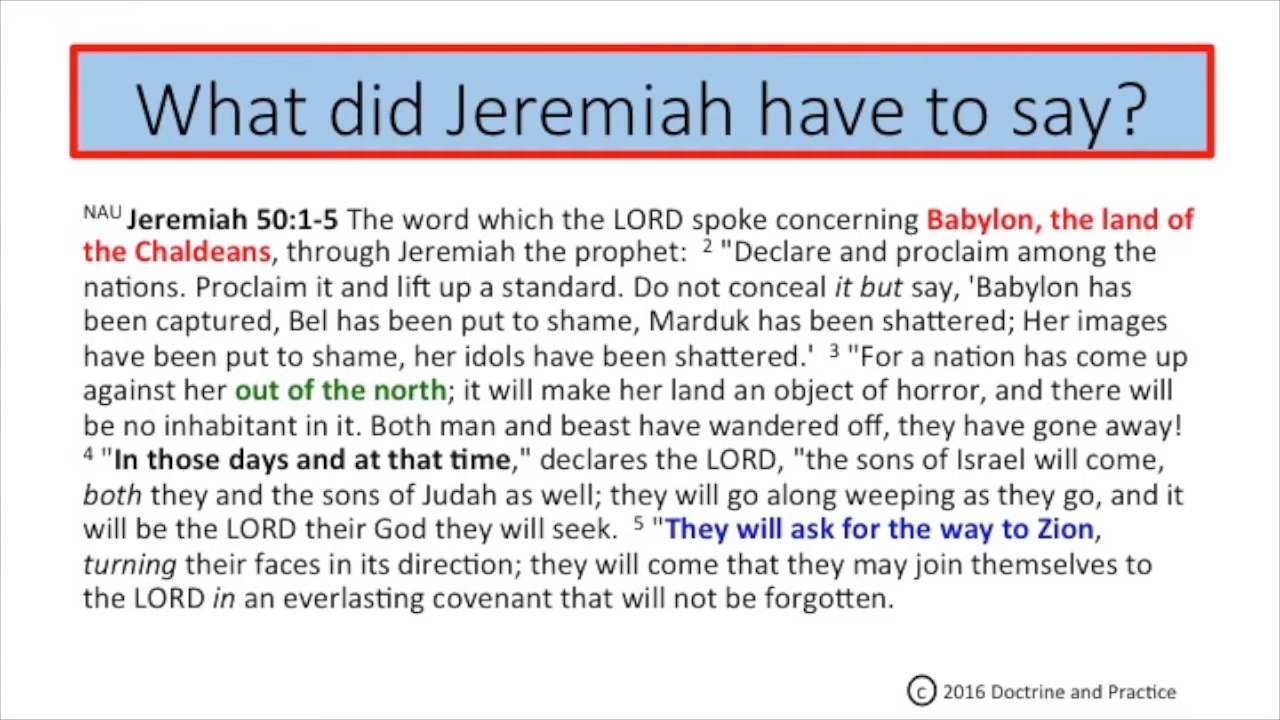 What did Jeremiah have to say?
NAU Jeremiah 50:1-5 The word which the LORD spoke concerning Babylon, the land of
the Chaldeans, through Jeremiah the prophet: 2 "Declare and proclaim among the
nations. Proclaim it and lift up a standard. Do not conceal it but say, 'Babylon has
been captured, Bel has been put to shame, Marduk has been shattered; Her images
have been put to shame, her idols have been shattered.' 3 "For a nation has come up
against her out of the north; it will make her land an object of horror, and there will
be no inhabitant in it. Both man and beast have wandered off, they have gone away!
4 "In those days and at that time," declares the LORD, "the sons of Israel will come,
both they and the sons of Judah as well; they will go along weeping as they go, and it
will be the LORD their God they will seek. 5 "They will ask for the way to Zion,
turning their faces in its direction; they will come that they may join themselves to
the LORD in an everlasting covenant that will not be forgotten.
© 2016 Doctrine and Practice